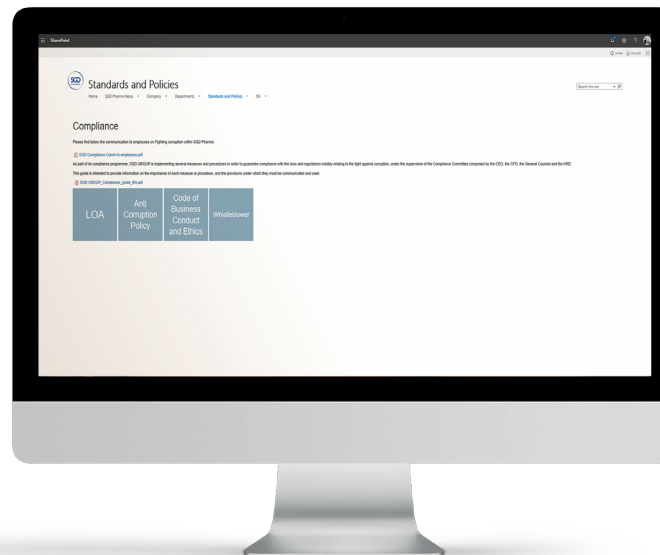 SharePoint
?
SHARE FOLLOW
SGD
Standards and Policies
Search this site
Home SGD Pharma News Company Departments Standards and Policies EN
Compliance
Please find below the communication to employees on Fighting corruption within SGD Pharma:
SGD Compliance Comm to employees.pdf
As part of its compliance programme, SGD GROUP is implementing several measures and procedures in order to guarantee compliance with the laws and regulations notably relating to the fight against corruption, under the supervision of the Compliance Committee composed by the CEO, the CFO, the General Counsel and the HRD.
This guide is intended to provide information on the importance of each measure or procedure, and the provisions under which they must be communicated and used.
SGD GROUP_Compliance_guide_EN.pdf
LOA
Anti
Corruption
Policy
Code of
Business
Conduct
and Ethics
Whistleblower